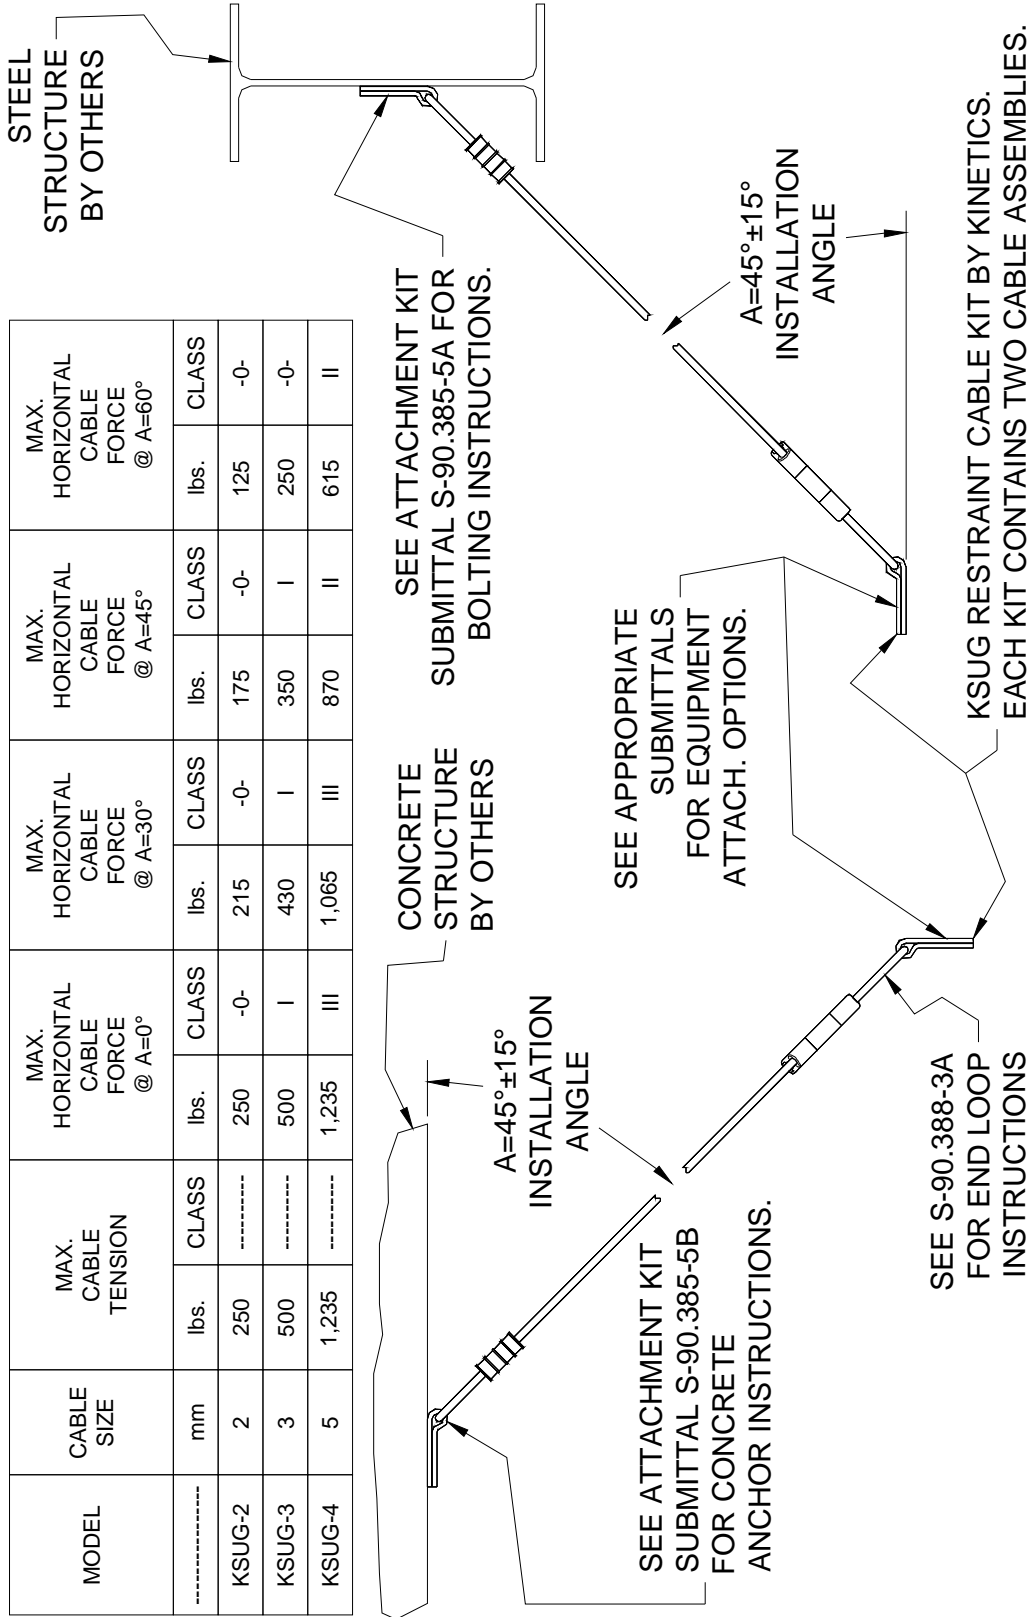 MODEL
CABLE
SIZE
MAX.
CABLE
TENSION
MAX.
HORIZONTAL
CABLE
FORCE
@ A=0°
MAX.
HORIZONTAL
CABLE
FORCE
@ A=30°
MAX.
HORIZONTAL
CABLE
FORCE
@ A=45°
MAX.
HORIZONTAL
CABLE
FORCE
@ A=60°
----------- mm lbs. CLASS lbs. CLASS lbs. CLASS lbs. CLASS lbs. CLASS
KSUG-2 2 250 ---------- 250 -0- 215 -0- 175 -0- 125 -0-
KSUG-3 3 500 ---------- 500 I 430 I 350 I 250 -0-
KSUG-4 5 1,235 ---------- 1,235 III 1,065 III 870 II 615 II
STEEL
STRUCTURE
BY OTHERS
CONCRETE
STRUCTURE
BY OTHERS
SEE ATTACHMENT KIT
SUBMITTAL S-90.385-5A FOR
BOLTING INSTRUCTIONS.
A=45°±15°
INSTALLATION
ANGLE
A=45°±15°
INSTALLATION
ANGLE
SEE ATTACHMENT KIT
SUBMITTAL S-90.385-5B
FOR CONCRETE
ANCHOR INSTRUCTIONS.
SEE APPROPRIATE
SUBMITTALS
FOR EQUIPMENT
ATTACH. OPTIONS.
SEE S-90.388-3A
FOR END LOOP
INSTRUCTIONS
KSUG RESTRAINT CABLE KIT BY KINETICS.
EACH KIT CONTAINS TWO CABLE ASSEMBLIES.